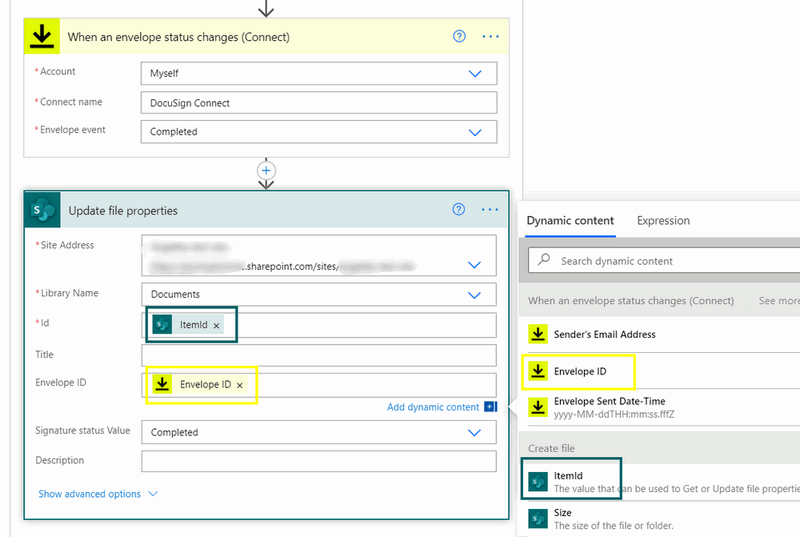 When an envelope status changes (Connect)
* Account
Myself
* Connect name
DocuSign Connect
* Envelope event
Completed
S
Update file properties
* Site Address
.sharepoint.com/sites/
* Library Name
Documents
* Id
ItemId
Title
Envelope ID
Envelope ID
Add dynamic content
Signature status Value
Completed
Description
Show advanced options
Dynamic content
Expression
Search dynamic content
When an envelope status changes (Connect)
See more
Sender's Email Address
Envelope ID
Envelope Sent Date-Time
yyyy-MM-ddTHH:mm:ss.fffZ
Create file
ItemId
The value that can be used to Get or Update file propertie
Size
The size of the file or folder.